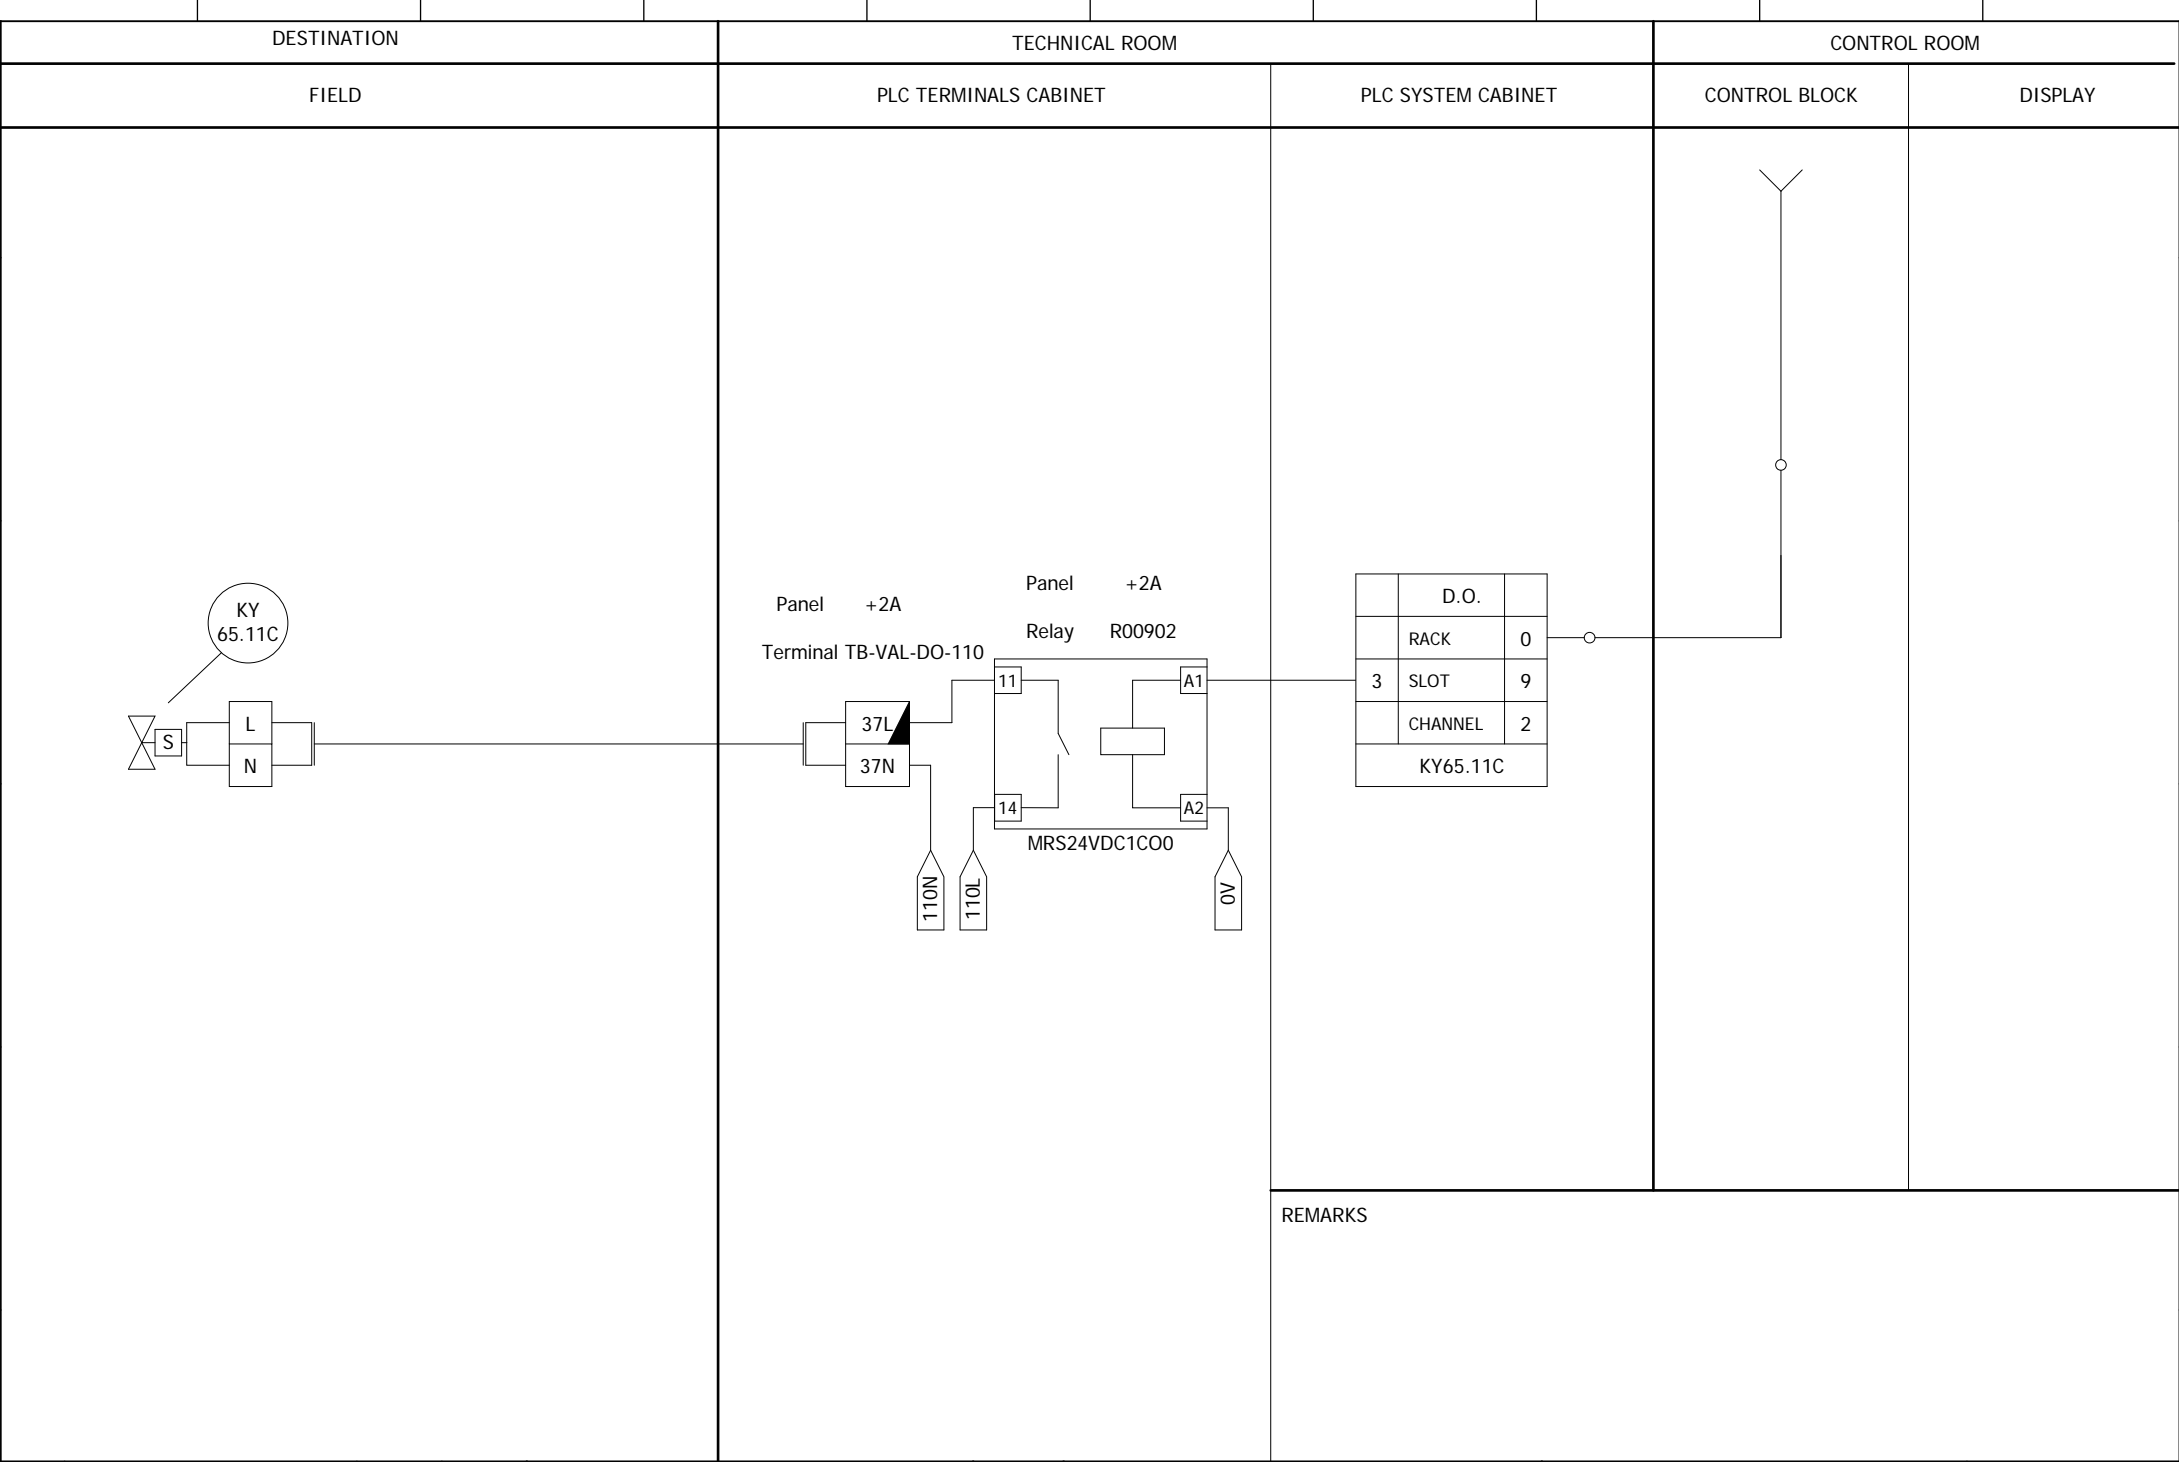 DESTINATION
TECHNICAL ROOM
CONTROL ROOM
FIELD
PLC TERMINALS CABINET
PLC SYSTEM CABINET
CONTROL BLOCK
DISPLAY
KY
65.11C
S
L
N
Panel +2A
Terminal TB-VAL-DO-110
37L
37N
Panel +2A
Relay R00902
11
A1
14
A2
MRS24VDC1CO0
110N
110L
0V
D.O.
RACK 0
3 SLOT 9
CHANNEL 2
KY65.11C
REMARKS